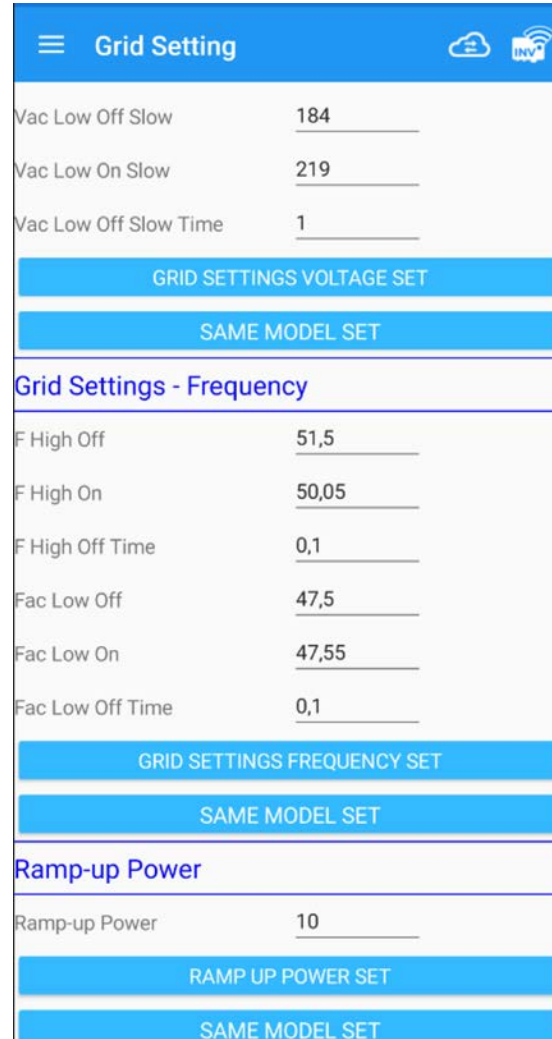 Grid Setting
INV
Vac Low Off Slow 184
Vac Low On Slow 219
Vac Low Off Slow Time 1
GRID SETTINGS VOLTAGE SET
SAME MODEL SET
Grid Settings - Frequency
F High Off 51,5
F High On 50,05
F High Off Time 0,1
Fac Low Off 47,5
Fac Low On 47,55
Fac Low Off Time 0,1
GRID SETTINGS FREQUENCY SET
SAME MODEL SET
Ramp-up Power
Ramp-up Power 10
RAMP UP POWER SET
SAME MODEL SET